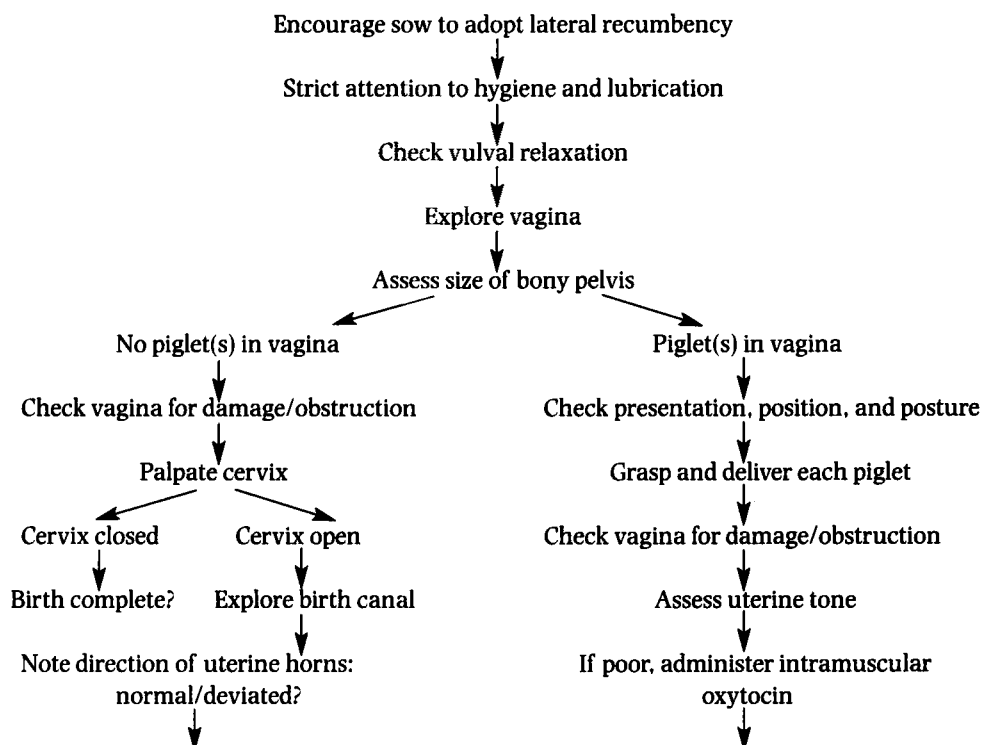 Encourage sow to adopt lateral recumbency
Strict attention to hygiene and lubrication
Check vulval relaxation
Explore vagina
Assess size of bony pelvis
No piglet(s) in vagina
Piglet(s) in vagina
Check vagina for damage/obstruction
Check presentation, position, and posture
Palpate cervix
Grasp and deliver each piglet
Cervix closed
Cervix open
Check vagina for damage/obstruction
Birth complete?
Explore birth canal
Assess uterine tone
Note direction of uterine horns:
normal/deviated?
If poor, administer intramuscular
oxytocin